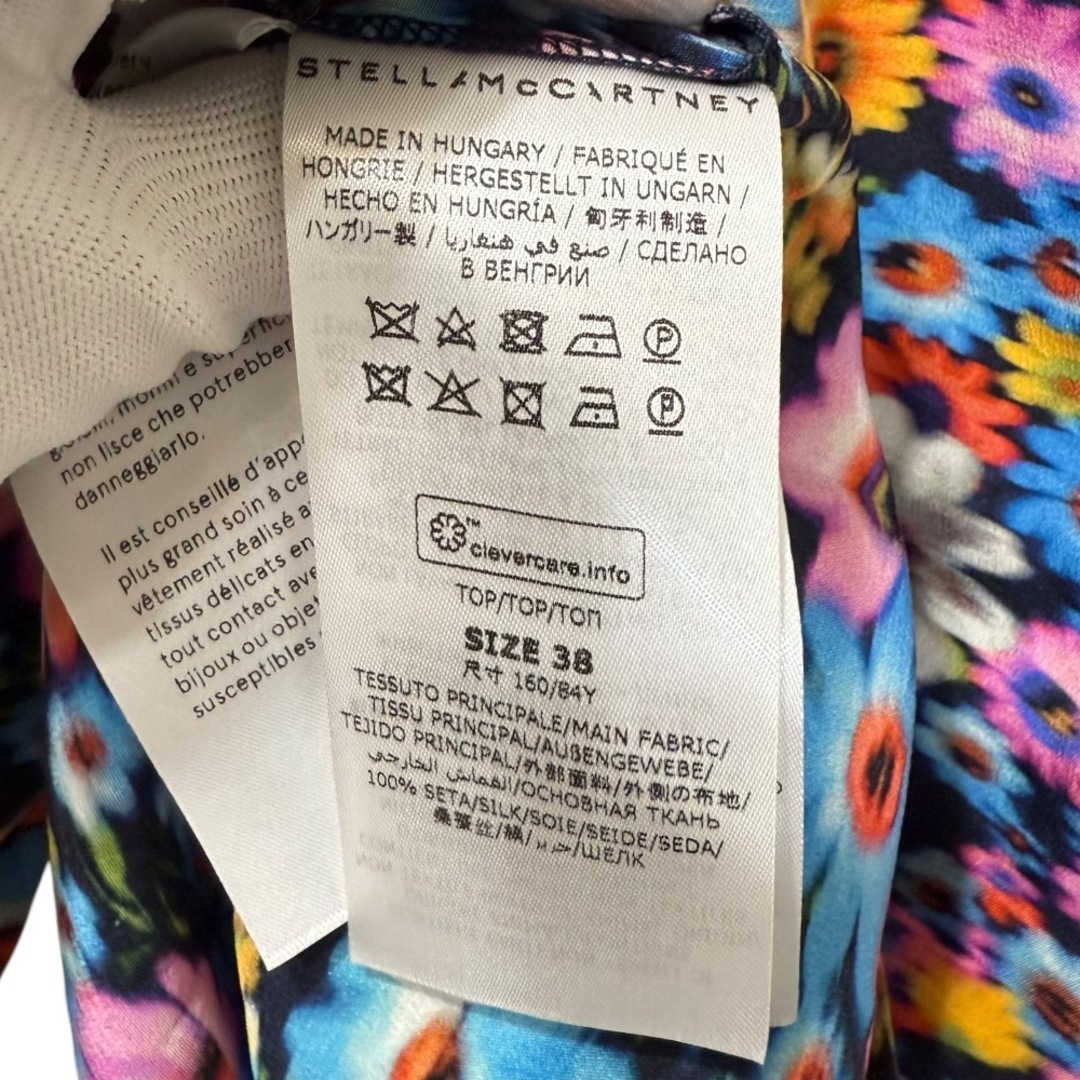 STELLA McCARTNEY
MADE IN HUNGARY / FABRIQUÉ EN
HONGRIE / HERGESTELLT IN UNGARN /
HECHO EN HUNGRÍA / 匈牙利制造 /
ハンガリー製 / صنع في هنغاريا / СДЕЛАНО
В ВЕНГРИИ
P
P
clevercare.info
TOP/TOP/ТОП
SIZE 38
尺寸 160/84Y
TESSUTO PRINCIPALE/MAIN FABRIC/
TISSU PRINCIPAL/AUßENGEWEBE/
TEJIDO PRINCIPAL/外部面料/外側の布地/
القماش الخارجي/ОСНОВНАЯ ТКАНЬ
100% SETA/SILK/SOIE/SEIDE/SEDA/
桑蚕丝/絹/حرير/ШЕЛК
non lisce che potrebber
danneggiarlo.
Il est conseillé d'app
plus grand soin à ce
vêtement réalisé a
tissus délicats en
tout contact ave
bijoux ou obje
susceptibles